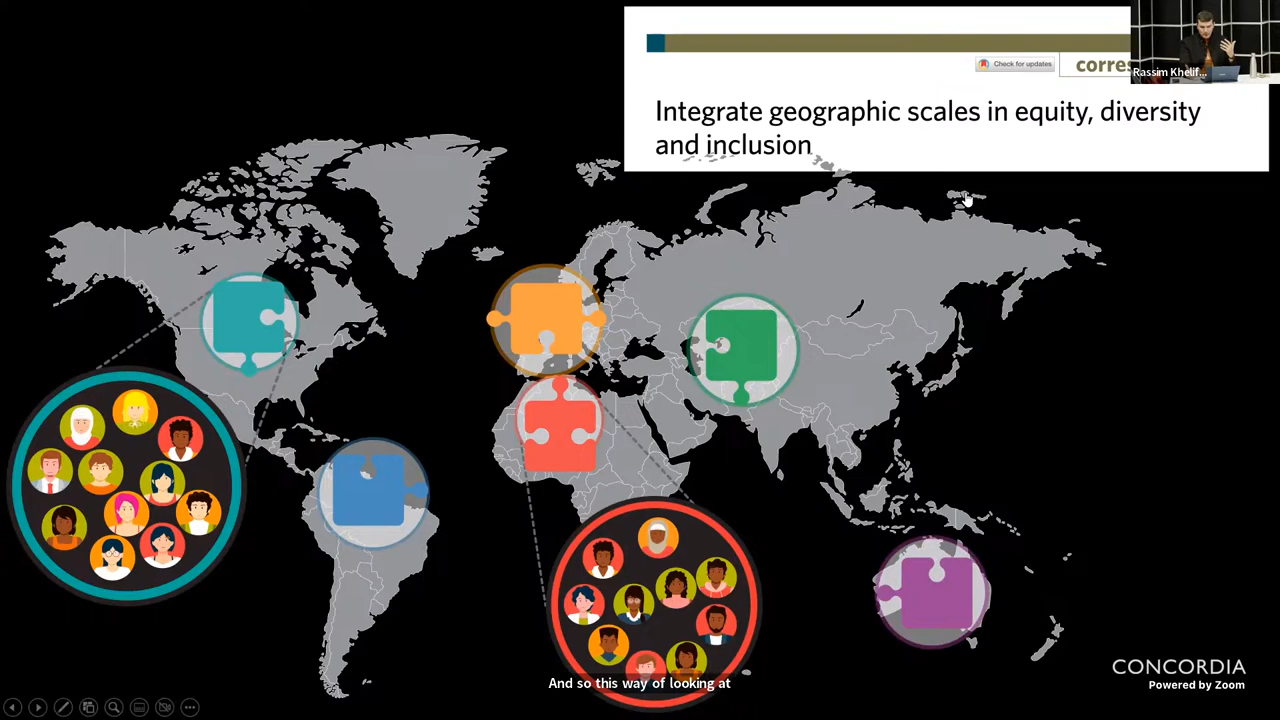 Check for updates
corres
Rassim Khelif...
Integrate geographic scales in equity, diversity
and inclusion
And so this way of looking at
CONCORDIA
Powered by Zoom